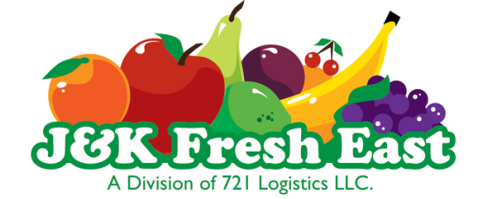 J&K Fresh East
A Division of 721 Logistics LLC.